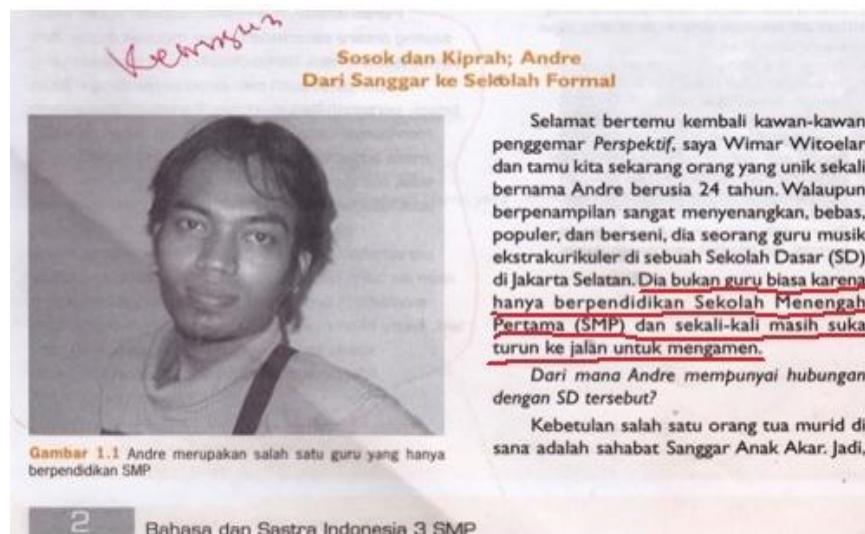 Sosok dan Kiprah; Andre
Dari Sanggar ke Sekolah Formal
Selamat bertemu kembali kawan-kawan
penggemar Perspektif, saya Wimar Witoelar
dan tamu kita sekarang orang yang unik sekali
bernama Andre berusia 24 tahun. Walaupun
berpenampilan sangat menyenangkan, bebas,
populer, dan berseni, dia seorang guru musik
ekstrakurikuler di sebuah Sekolah Dasar (SD)
di Jakarta Selatan. Dia bukan guru biasa karena
hanya berpendidikan Sekolah Menengah
Pertama (SMP) dan sekali-kali masih suka
turun ke jalan untuk mengamen.
Dari mana Andre mempunyai hubungan
dengan SD tersebut?
Kebetulan salah satu orang tua murid di
sana adalah sahabat Sanggar Anak Akar. Jadi,
Gambar 1.1 Andre merupakan salah satu guru yang hanya
berpendidikan SMP
2
Bahasa dan Sastra Indonesia 3 SMP